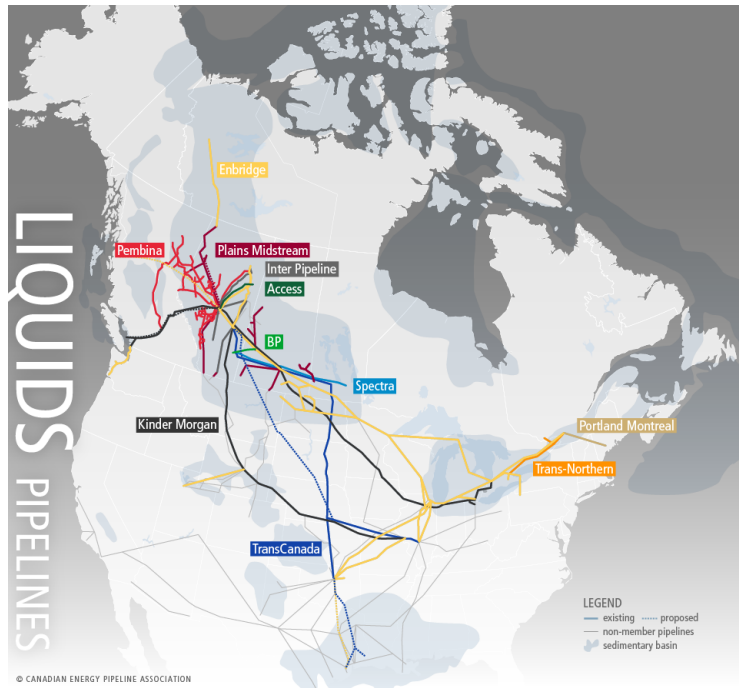 LIQUIDS PIPELINES
Enbridge
Pembina
Plains Midstream
Inter Pipeline
Access
BP
Spectra
Kinder Morgan
Portland Montreal
Trans-Northern
TransCanada
LEGEND
existing
proposed
non-member pipelines
sedimentary basin
© CANADIAN ENERGY PIPELINE ASSOCIATION